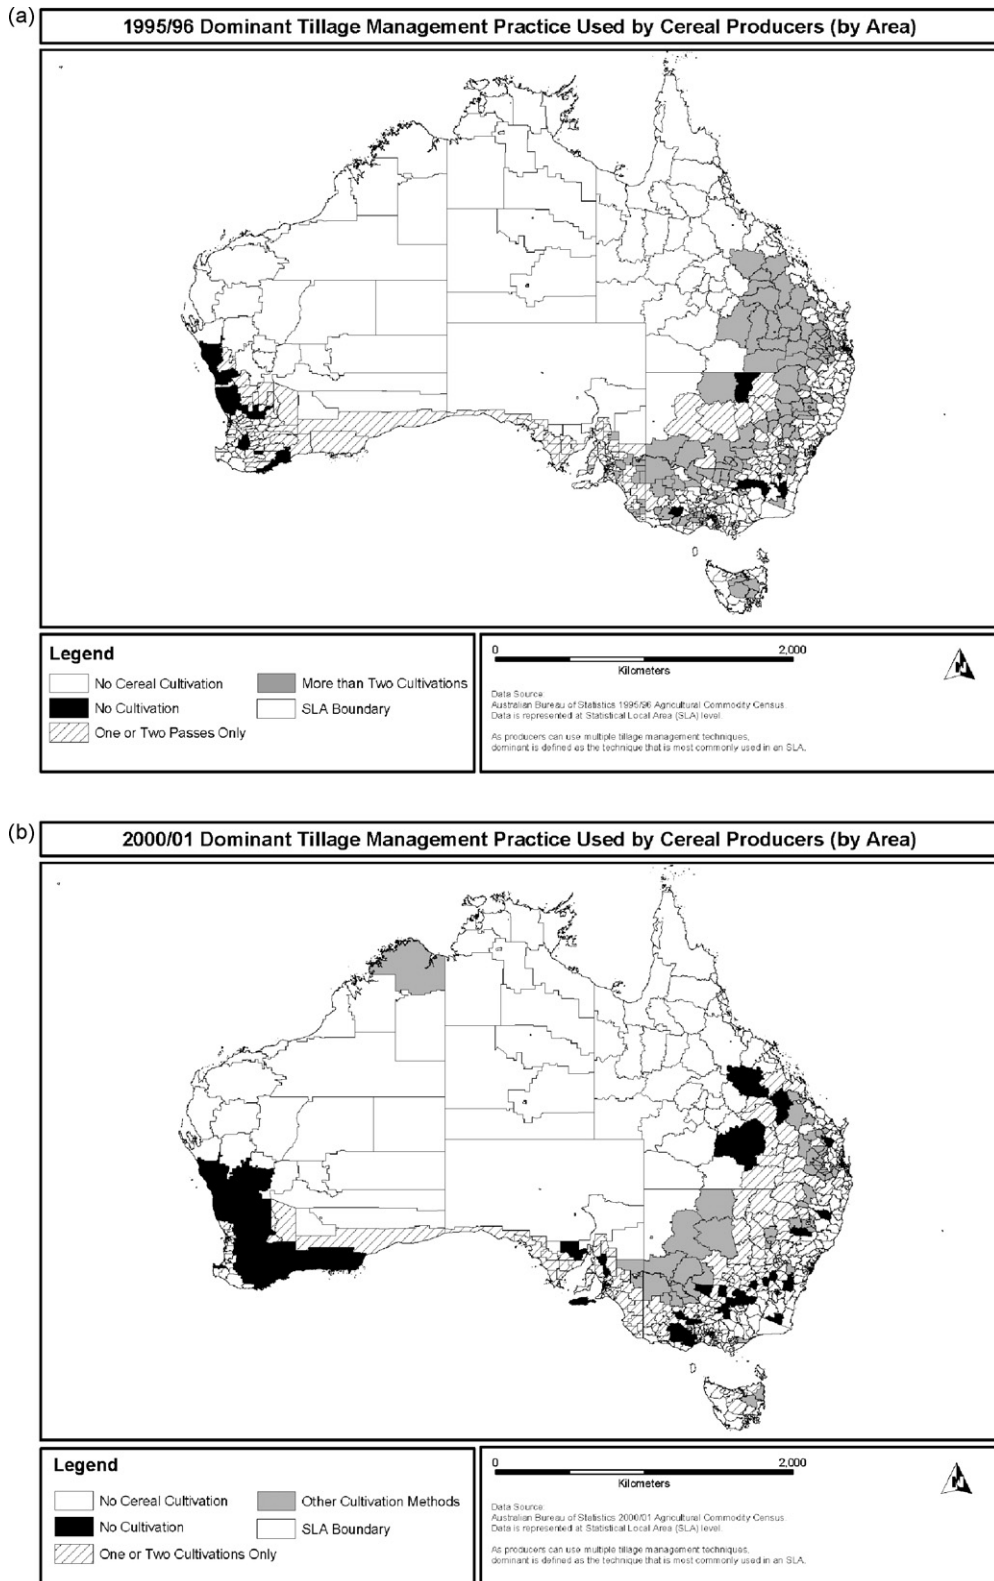 (a)
1995/96 Dominant Tillage Management Practice Used by Cereal Producers (by Area)
Legend
No Cereal Cultivation
No Cultivation
One or Two Passes Only
More than Two Cultivations
SLA Boundary
0 2,000
Kilometers
Data Source
Australian Bureau of Statistics 1995/96 Agricultural Commodity Census.
Data is represented at Statistical Local Area (SLA) level.
As producers can use multiple tillage management techniques,
dominant is defined as the technique that is most commonly used in an SLA.
N
(b)
2000/01 Dominant Tillage Management Practice Used by Cereal Producers (by Area)
Legend
No Cereal Cultivation
No Cultivation
One or Two Cultivations Only
Other Cultivation Methods
SLA Boundary
0 2,000
Kilometers
Data Source
Australian Bureau of Statistics 2000/01 Agricultural Commodity Census.
Data is represented at Statistical Local Area (SLA) level.
As producers can use multiple tillage management techniques,
dominant is defined as the technique that is most commonly used in an SLA.
N